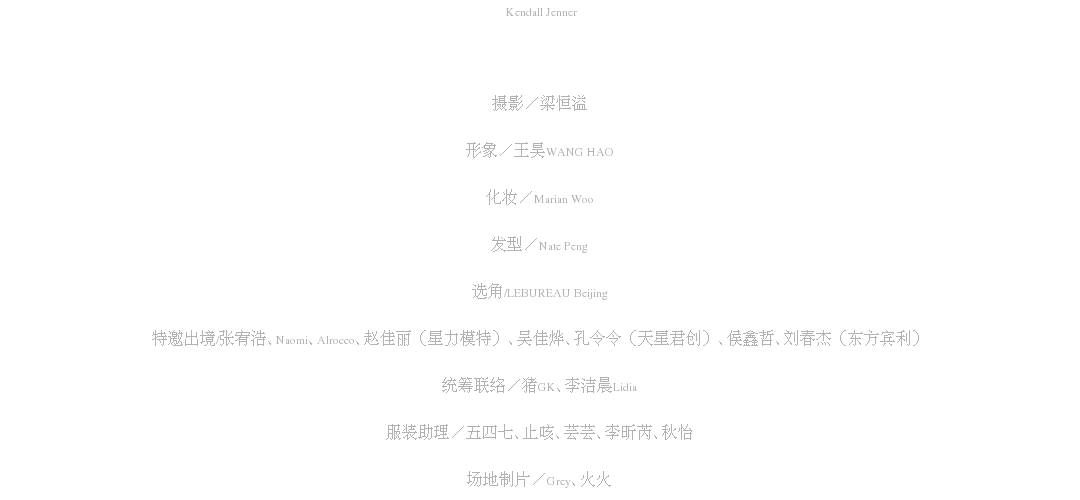 Kendall Jenner
摄影／梁恒溢
形象／王昊WANG HAO
化妆／Marian Woo
发型／Nate Peng
选角/LEBUREAU Beijing
特邀出境/张宥浩、Naomi、Alrocco、赵佳丽（星力模特）、吴佳烨、孔令令（天星君创）、侯鑫哲、刘春杰（东方宾利）
统筹联络／猪GK、李洁晨Lidia
服装助理／五四七、止咳、芸芸、李昕芮、秋怡
场地制片／Grey、火火